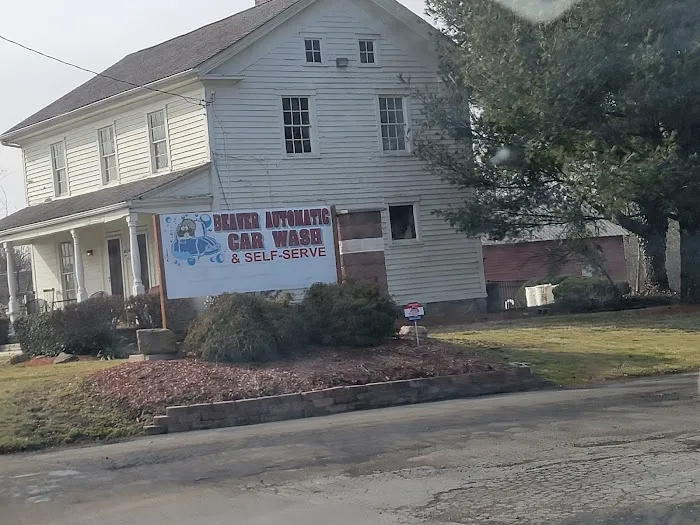 BEAVER AUTOMATIC
CAR WASH
& SELF-SERVE